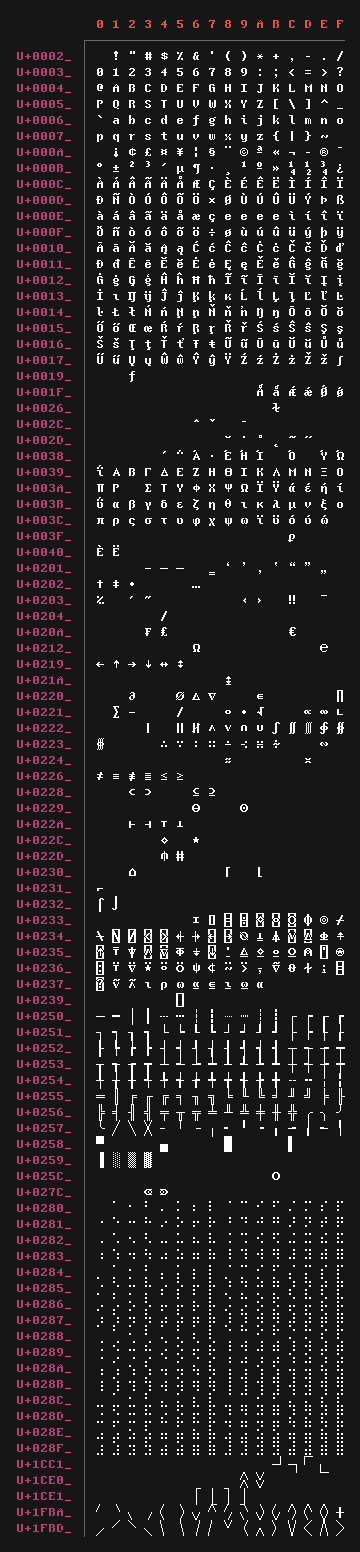 0 1 2 3 4 5 6 7 8 9 A B C D E F
U+0002_ ! " # $ % & ' ( ) * + , - . /
U+0003_ 0 1 2 3 4 5 6 7 8 9 : ; < = > ?
U+0004_ @ A B C D E F G H I J K L M N O
U+0005_ P Q R S T U V W X Y Z [ \ ] ^ _
U+0006_ ` a b c d e f g h i j k l m n o
U+0007_ p q r s t u v w x y z { | } ~
U+000A_ ¡ ¢ £ ¤ ¥ ¦ § ¨ © ª « ¬ - ® ¯
U+000B_ ° ± ² ³ ´ µ ¶ · ¸ ¹ º » ¼ ½ ¾ ¿
U+000C_ À Á Â Ã Ä Å Æ Ç È É Ê Ë Ì Í Î Ï
U+000D_ Ð Ñ Ò Ó Ô Õ Ö × Ø Ù Ú Û Ü Ý Þ ß
U+000E_ à á â ã ä å æ ç è é ê ë ì í î ï
U+000F_ ð ñ ò ó ô õ ö ÷ ø ù ú û ü ý þ ÿ
U+0010_ Ā ā Ă ă Ą ą Ć ć Ĉ ĉ Ċ ċ Č č Ď ď
U+0011_ Đ đ Ē ē Ĕ ĕ Ė ė Ę ę Ě ě Ĝ ĝ Ğ ğ
U+0012_ Ġ ġ Ģ ģ Ĥ ĥ Ħ ħ Ĩ ĩ Ī ī Ĭ ĭ Į į
U+0013_ İ ı Ĳ ĳ Ĵ ĵ Ķ ķ ĸ Ĺ ĺ Ļ ļ Ľ ľ Ŀ
U+0014_ ŀ Ł ł Ń ń Ņ ņ Ň ň ŉ Ŋ ŋ Ō ō Ŏ ŏ
U+0015_ Ő ő Œ œ Ŕ ŕ Ŗ ŗ Ř ř Ś ś Ŝ ŝ Ş ş
U+0016_ Š š Ţ ţ Ť ť Ŧ ŧ Ũ ũ Ū ū Ŭ ŭ Ů ů
U+0017_ Ű ű Ų ų Ŵ ŵ Ŷ ŷ Ÿ Ź ź Ż ż Ž ž ſ
U+0019_ ƒ
U+001F_ Ǻ ǻ Ǽ ǽ Ǿ ǿ
U+0026_ ɫ
U+002C_ ˆ ˇ ˉ
U+002D_ ˘ ˙ ˚ ˛ ˜ ˝
U+0038_ ΄ ΅ Ά · Έ Ή Ί Ό Ύ Ώ
U+0039_ ΐ Α Β Γ Δ Ε Ζ Η Θ Ι Κ Λ Μ Ν Ξ Ο
U+003A_ Π Ρ Σ Τ Υ Φ Χ Ψ Ω Ϊ Ϋ ά έ ή ί
U+003B_ ΰ α β γ δ ε ζ η θ ι κ λ μ ν ξ ο
U+003C_ π ρ ς σ τ υ φ χ ψ ω ϊ ϋ ό ύ ώ
U+003F_ ϼ
U+0040_ Ѐ Ё
U+0201_ – — ― ‗ ‘ ’ ‚ ‛ “ ” „
U+0202_ † ‡ • …
U+0203_ ‰ ′ ″ ‹ › ‼ ‾
U+0204_ ⁄
U+020A_ ₣ ₤ €
U+0212_ Ω ℮
U+0219_ ← ↑ → ↓ ↔ ↕
U+021A_ ↨
U+0220_ ∂ ∅ ∆ ∇ ∊ ∏
U+0221_ ∑ − ∕ ∘ ∙ √ ∝ ∞ ∟
U+0222_ ∣ ∥ ∦ ∧ ∨ ∩ ∪ ∫ ∬ ∭ ∮ ∯
U+0223_ ∰ ∴ ∵ ∶ ∷ ∸ ∹ ∺ ∻ ∾
U+0224_ ≈ ≍
U+0226_ ≠ ≡ ≢ ≣ ≤ ≥
U+0228_ ⊂ ⊃ ⊆ ⊇
U+0229_ ⊖ ⊙
U+022A_ ⊢ ⊣ ⊤ ⊥
U+022C_ ⋄ ⋆
U+022D_ ⋔ ⋕
U+0230_ ⌂ ⌈ ⌊
U+0231_ ⌐
U+0232_ ⌠ ⌡
U+0233_ ⌶ ⌷ ⌸ ⌹ ⌺ ⌻ ⌼ ⌽ ⌾ ⌿
U+0234_ ⍀ ⍁ ⍂ ⍃ ⍄ ⍅ ⍆ ⍇ ⍈ ⍉ ⍊ ⍋ ⍌ ⍍ ⍎ ⍏
U+0235_ ⍐ ⍑ ⍒ ⍓ ⍔ ⍕ ⍖ ⍗ ⍘ ⍙ ⍚ ⍛ ⍜ ⍝ ⍞ ⍟
U+0236_ ⍠ ⍡ ⍢ ⍣ ⍤ ⍥ ⍦ ⍧ ⍨ ⍩ ⍪ ⍫ ⍬ ⍭ ⍮ ⍯
U+0237_ ⍰ ⍱ ⍲ ⍳ ⍴ ⍵ ⍶ ⍷ ⍸ ⍹ ⍺
U+0239_ ⎕
U+0250_ ─ ━ │ ┃ ┄ ┅ ┆ ┇ ┈ ┉ ┊ ┋ ┌ ┍ ┎ ┏
U+0251_ ┐ ┑ ┒ ┓ └ ┕ ┖ ┗ ┘ ┙ ┚ ┛ ├ ┝ ┞ ┟
U+0252_ ┠ ┡ ┢ ┣ ┤ ┥ ┦ ┧ ┨ ┩ ┪ ┫ ┬ ┭ ┮ ┯
U+0253_ ┰ ┱ ┲ ┳ ┴ ┵ ┶ ┷ ┸ ┹ ┺ ┻ ┼ ┽ ┾ ┿
U+0254_ ╀ ╁ ╂ ╃ ╄ ╅ ╆ ╇ ╈ ╉ ╊ ╋ ╌ ╍ ╎ ╏
U+0255_ ═ ║ ╒ ╓ ╔ ╕ ╖ ╗ ╘ ╙ ╚ ╛ ╜ ╝ ╞ ╟
U+0256_ ╠ ╡ ╢ ╣ ╤ ╥ ╦ ╧ ╨ ╩ ╪ ╫ ╬ ╭ ╮ ╯
U+0257_ ╰ ╱ ╲ ╳ ╴ ╵ ╶ ╷ ╸ ╹ ╺ ╻ ╼ ╽ ╾ ╿
U+0258_ ▀ ▄ █ ▌
U+0259_ ▐ ░ ▒ ▓
U+025C_ ○
U+027C_ ⟃ ⟄
U+0280_ ⠁ ⠂ ⠃ ⠄ ⠅ ⠆ ⠇ ⠈ ⠉ ⠊ ⠋ ⠌ ⠍ ⠎ ⠏
U+0281_ ⠐ ⠑ ⠒ ⠓ ⠔ ⠕ ⠖ ⠗ ⠘ ⠙ ⠚ ⠛ ⠜ ⠝ ⠞ ⠟
U+0282_ ⠠ ⠡ ⠢ ⠣ ⠤ ⠥ ⠦ ⠧ ⠨ ⠩ ⠪ ⠫ ⠬ ⠭ ⠮ ⠯
U+0283_ ⠰ ⠱ ⠲ ⠳ ⠴ ⠵ ⠶ ⠷ ⠸ ⠹ ⠺ ⠻ ⠼ ⠽ ⠾ ⠿
U+0284_ ⡀ ⡁ ⡂ ⡃ ⡄ ⡅ ⡆ ⡇ ⡈ ⡉ ⡊ ⡋ ⡌ ⡍ ⡎ ⡏
U+0285_ ⡐ ⡑ ⡒ ⡓ ⡔ ⡕ ⡖ ⡗ ⡘ ⡙ ⡚ ⡛ ⡜ ⡝ ⡞ ⡟
U+0286_ ⡠ ⡡ ⡢ ⡣ ⡤ ⡥ ⡦ ⡧ ⡨ ⡩ ⡪ ⡫ ⡬ ⡭ ⡮ ⡯
U+0287_ ⡰ ⡱ ⡲ ⡳ ⡴ ⡵ ⡶ ⡷ ⡸ ⡹ ⡺ ⡻ ⡼ ⡽ ⡾ ⡿
U+0288_ ⢀ ⢁ ⢂ ⢃ ⢄ ⢅ ⢆ ⢇ ⢈ ⢉ ⢊ ⢋ ⢌ ⢍ ⢎ ⢏
U+0289_ ⢐ ⢑ ⢒ ⢓ ⢔ ⢕ ⢖ ⢗ ⢘ ⢙ ⢚ ⢛ ⢜ ⢝ ⢞ ⢟
U+028A_ ⢠ ⢡ ⢢ ⢣ ⢤ ⢥ ⢦ ⢧ ⢨ ⢩ ⢪ ⢫ ⢬ ⢭ ⢮ ⢯
U+028B_ ⢰ ⢱ ⢲ ⢳ ⢴ ⢵ ⢶ ⢷ ⢸ ⢹ ⢺ ⢻ ⢼ ⢽ ⢾ ⢿
U+028C_ ⣀ ⣁ ⣂ ⣃ ⣄ ⣅ ⣆ ⣇ ⣈ ⣉ ⣊ ⣋ ⣌ ⣍ ⣎ ⣏
U+028D_ ⣐ ⣑ ⣒ ⣓ ⣔ ⣕ ⣖ ⣗ ⣘ ⣙ ⣚ ⣛ ⣜ ⣝ ⣞ ⣟
U+028E_ ⣠ ⣡ ⣢ ⣣ ⣤ ⣥ ⣦ ⣧ ⣨ ⣩ ⣪ ⣫ ⣬ ⣭ ⣮ ⣯
U+028F_ ⣰ ⣱ ⣲ ⣳ ⣴ ⣵ ⣶ ⣷ ⣸ ⣹ ⣺ ⣻ ⣼ ⣽ ⣾ ⣿
U+1CC1_
U+1CE0_
U+1CE1_
U+1FBA_
U+1FBD_